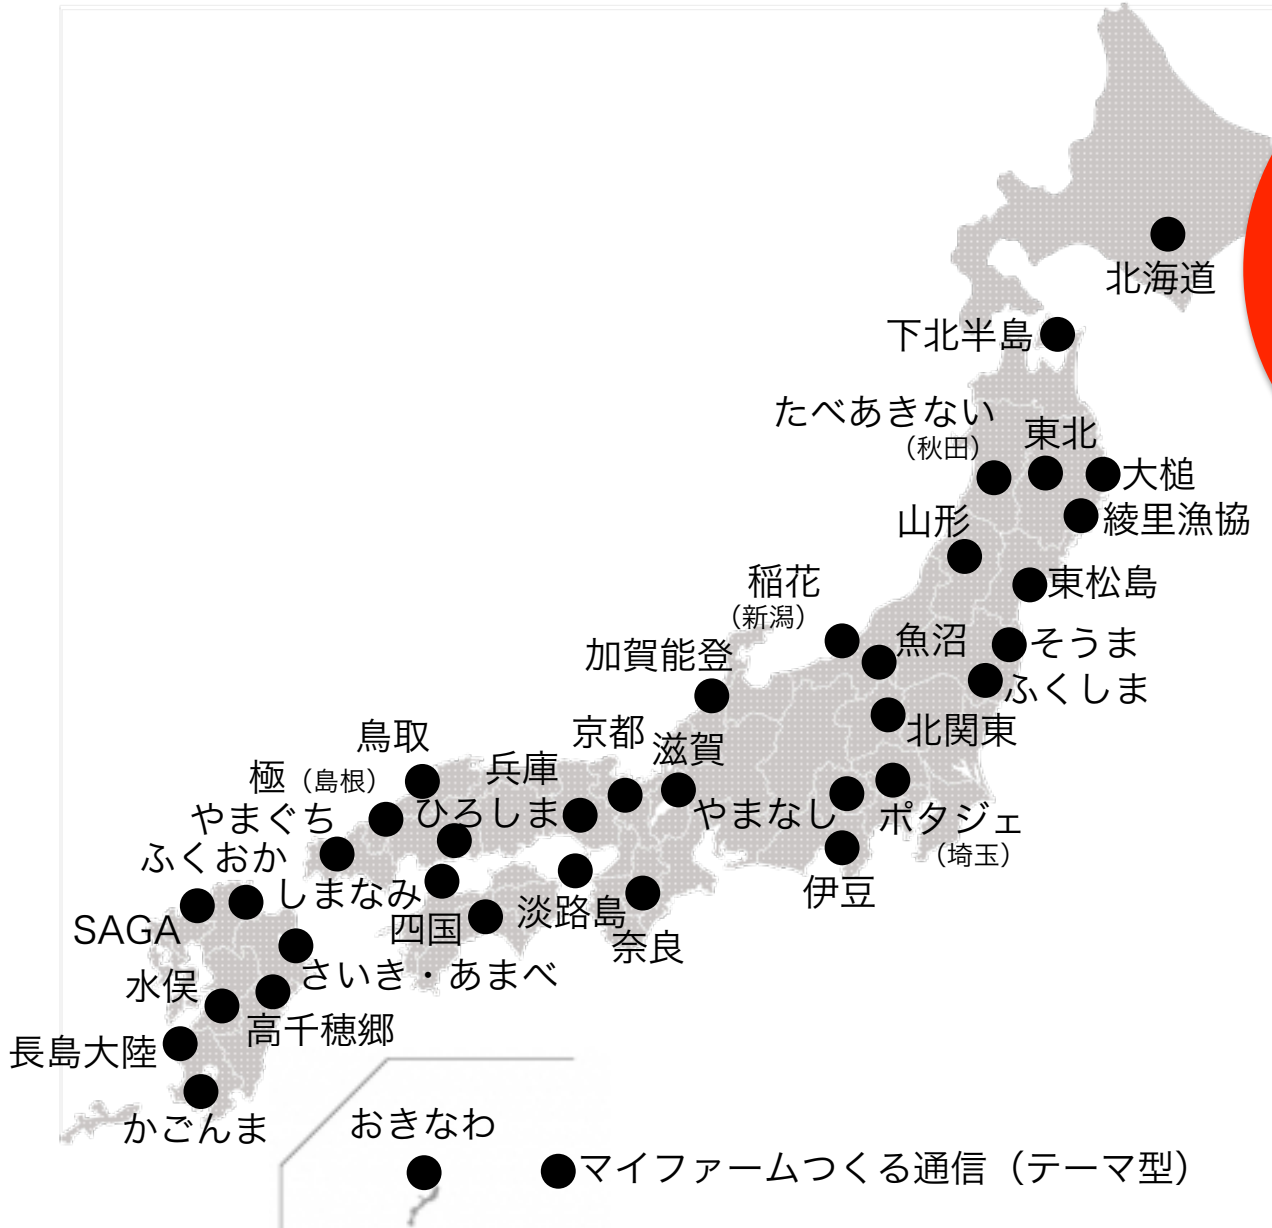 北海道
下北半島
たべあきない
（秋田）
東北
大槌
綾里漁協
山形
東松島
稲花
（新潟）
魚沼
そうま
加賀能登
ふくしま
北関東
京都
滋賀
鳥取
兵庫
極（島根）
ひろしま
やまなし
ポタジェ
（埼玉）
やまぐち
ふくおか
しまなみ
伊豆
SAGA
四国
淡路島
奈良
さいき・あまべ
水俣
高千穂郷
長島大陸
かごんま
おきなわ
マイファームつくる通信（テーマ型）